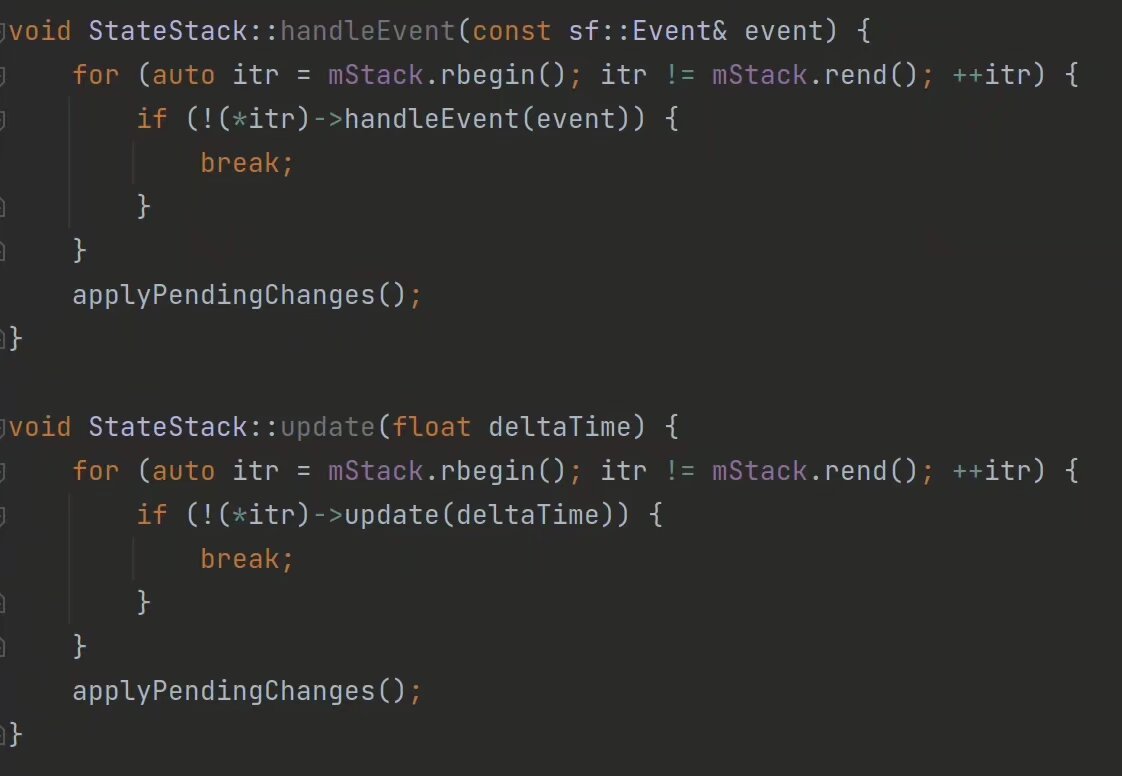 void StateStack::handleEvent(const sf::Event& event) {
    for (auto itr = mStack.rbegin(); itr != mStack.rend(); ++itr) {
        if (!(*itr)->handleEvent(event)) {
            break;
        }
    }
    applyPendingChanges();
}

void StateStack::update(float deltaTime) {
    for (auto itr = mStack.rbegin(); itr != mStack.rend(); ++itr) {
        if (!(*itr)->update(deltaTime)) {
            break;
        }
    }
    applyPendingChanges();
}